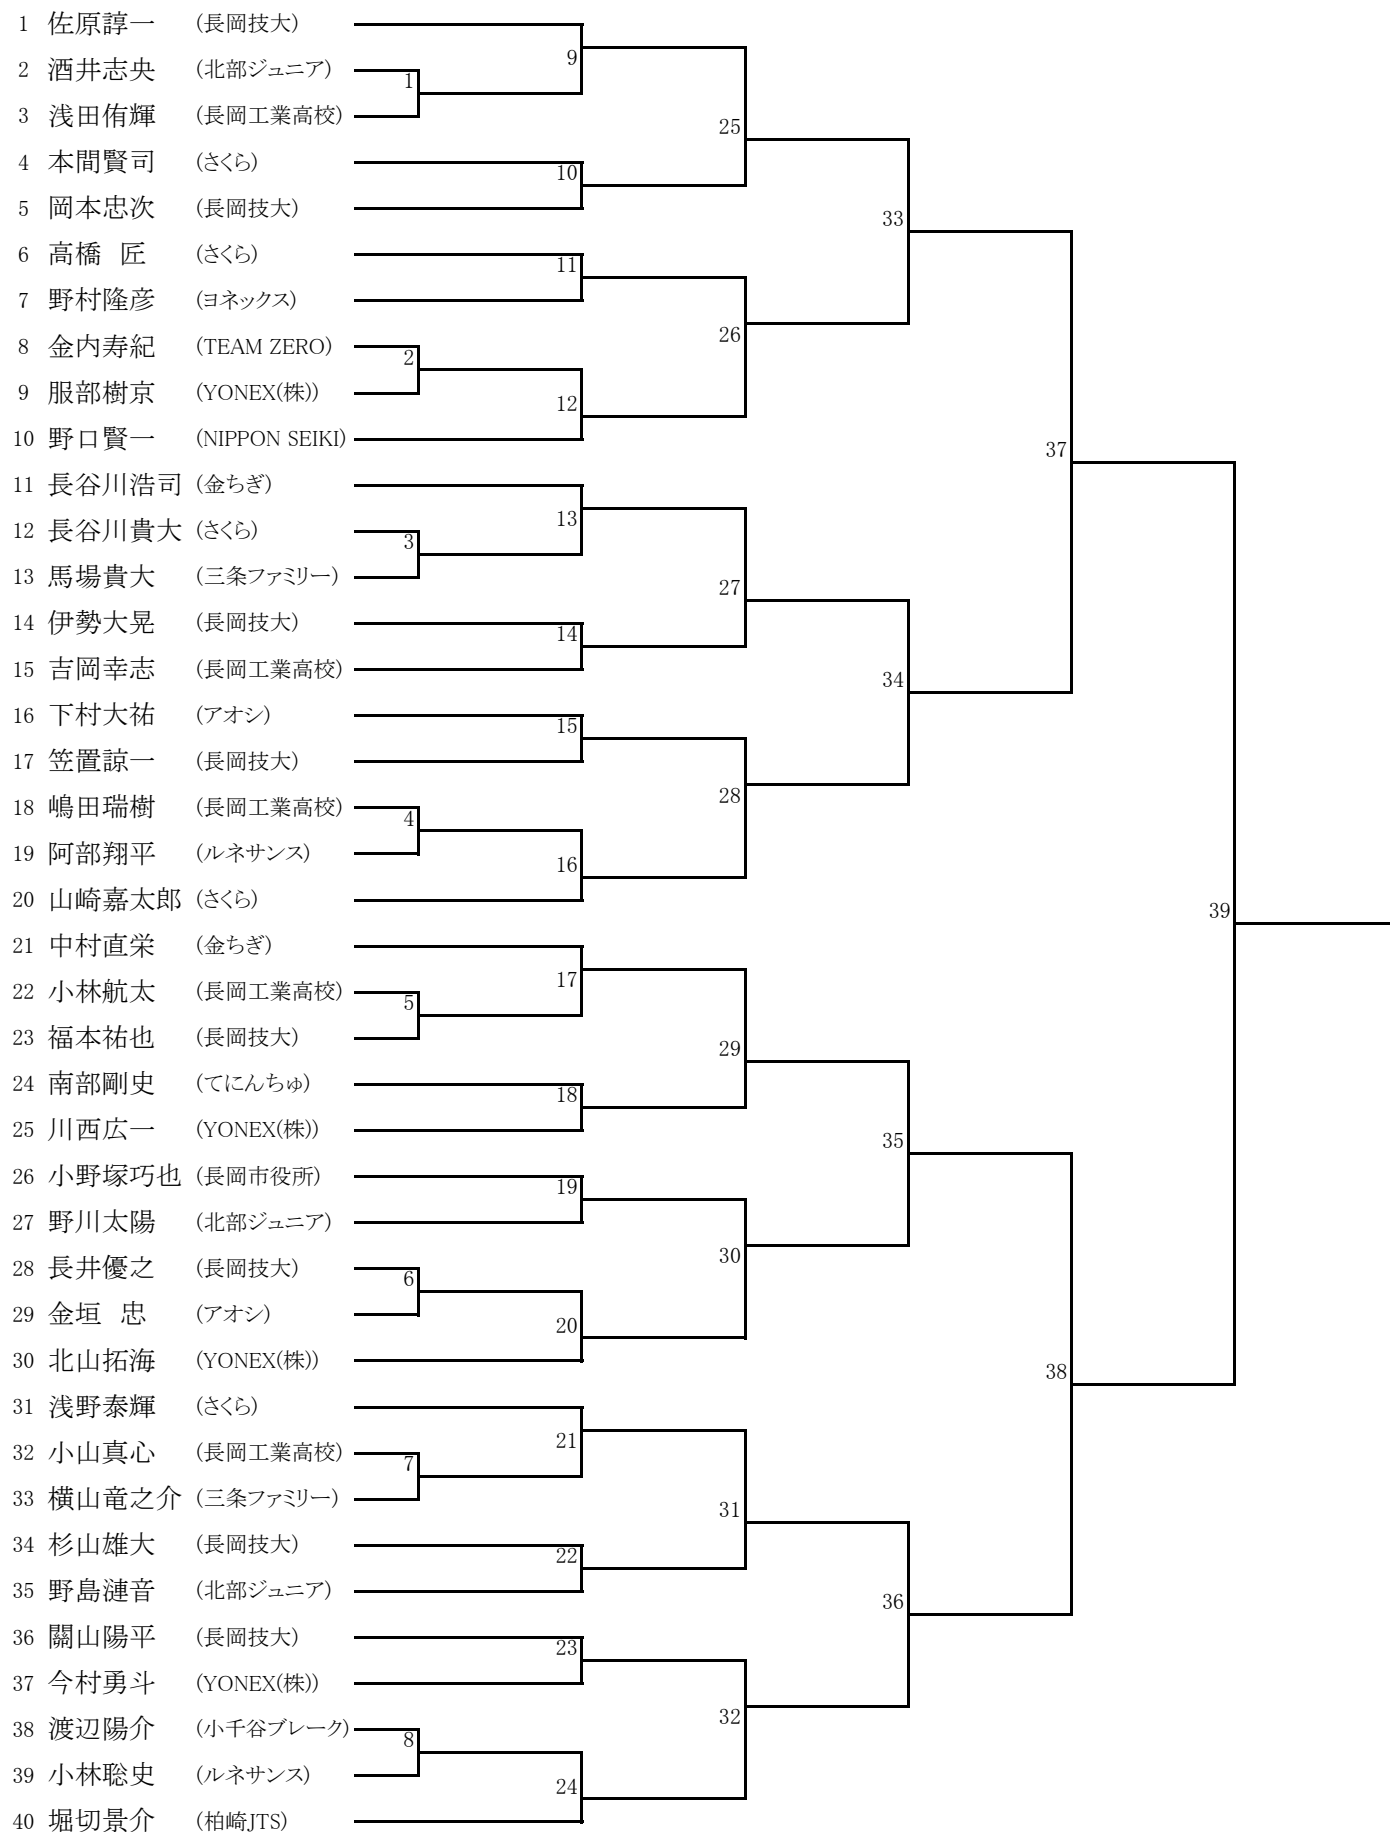 1 佐原諄一 (長岡技大)
9
2 酒井志央 (北部ジュニア)
1
3 浅田侑輝 (長岡工業高校)
25
4 本間賢司 (さくら)
10
5 岡本忠次 (長岡技大)
33
6 高橋 匠 (さくら)
11
7 野村隆彦 (ヨネックス)
26
8 金内寿紀 (TEAM ZERO)
2
9 服部樹京 (YONEX(株))
12
10 野口賢一 (NIPPON SEIKI)
37
11 長谷川浩司 (金ちぎ)
13
12 長谷川貴大 (さくら)
3
13 馬場貴大 (三条ファミリー)
27
14 伊勢大晃 (長岡技大)
14
15 吉岡幸志 (長岡工業高校)
34
16 下村大祐 (アオシ)
15
17 笠置諒一 (長岡技大)
28
18 嶋田瑞樹 (長岡工業高校)
4
19 阿部翔平 (ルネサンス)
16
20 山崎嘉太郎 (さくら)
39
21 中村直栄 (金ちぎ)
17
22 小林航太 (長岡工業高校)
5
23 福本祐也 (長岡技大)
29
24 南部剛史 (てにんちゅ)
18
25 川西広一 (YONEX(株))
35
26 小野塚巧也 (長岡市役所)
19
27 野川太陽 (北部ジュニア)
30
28 長井優之 (長岡技大)
6
29 金垣 忠 (アオシ)
20
30 北山拓海 (YONEX(株))
38
31 浅野泰輝 (さくら)
21
32 小山真心 (長岡工業高校)
7
33 横山竜之介 (三条ファミリー)
31
34 杉山雄大 (長岡技大)
22
35 野島漣音 (北部ジュニア)
36
36 關山陽平 (長岡技大)
23
37 今村勇斗 (YONEX(株))
32
38 渡辺陽介 (小千谷ブレーク)
8
39 小林聡史 (ルネサンス)
24
40 堀切景介 (柏崎JTS)